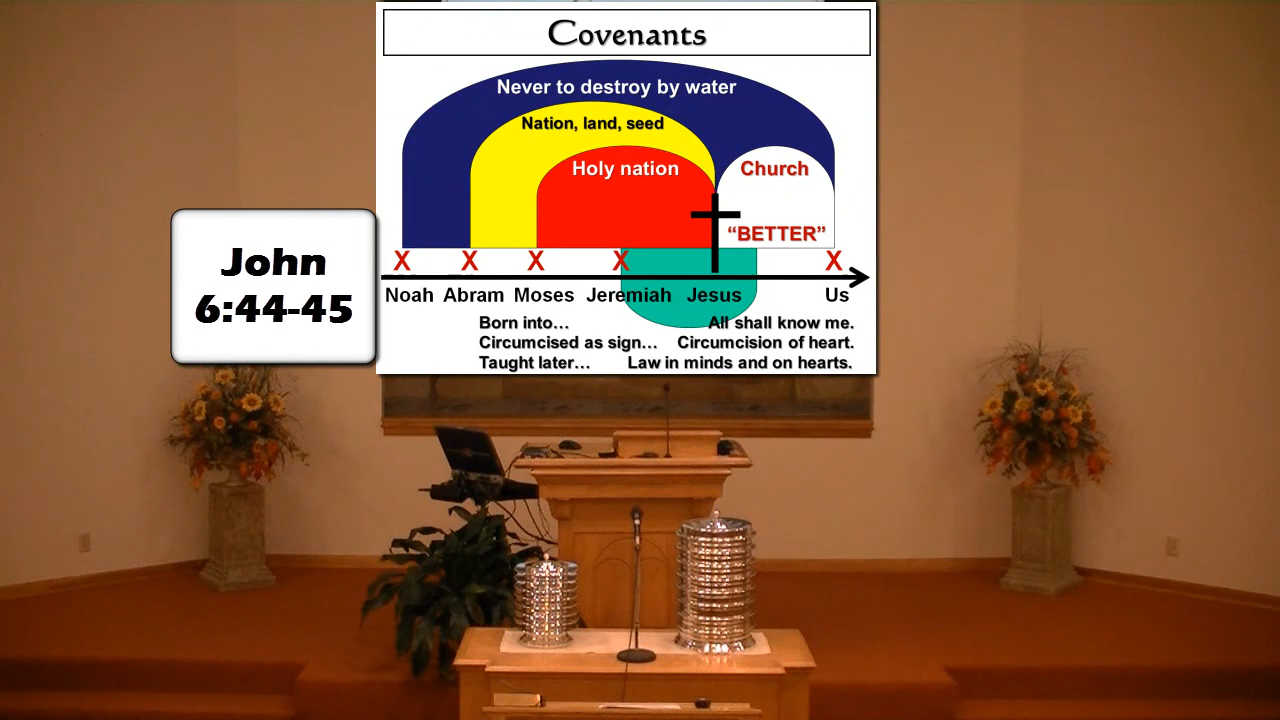 Covenants
Never to destroy by water
Nation, land, seed
Holy nation
Church
“BETTER”
X X X X X
Noah Abram Moses Jeremiah Jesus Us
Born into… All shall know me.
Circumcised as sign… Circumcision of heart.
Taught later… Law in minds and on hearts.
John
6:44-45